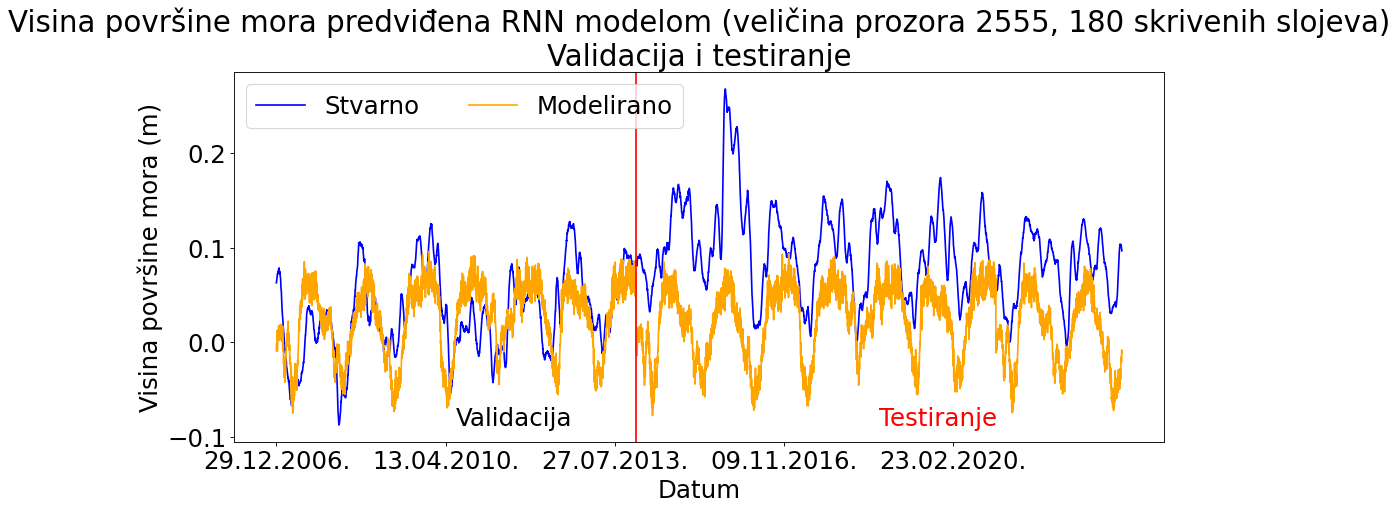 Visina površine mora predviđena RNN modelom (veličina prozora 2555, 180 skrivenih slojeva)
Validacija i testiranje
Stvarno
Modelirano
Visina površine mora (m)
0.2
0.1
0.0
−0.1
Validacija
Testiranje
29.12.2006.
13.04.2010.
27.07.2013.
09.11.2016.
23.02.2020.
Datum